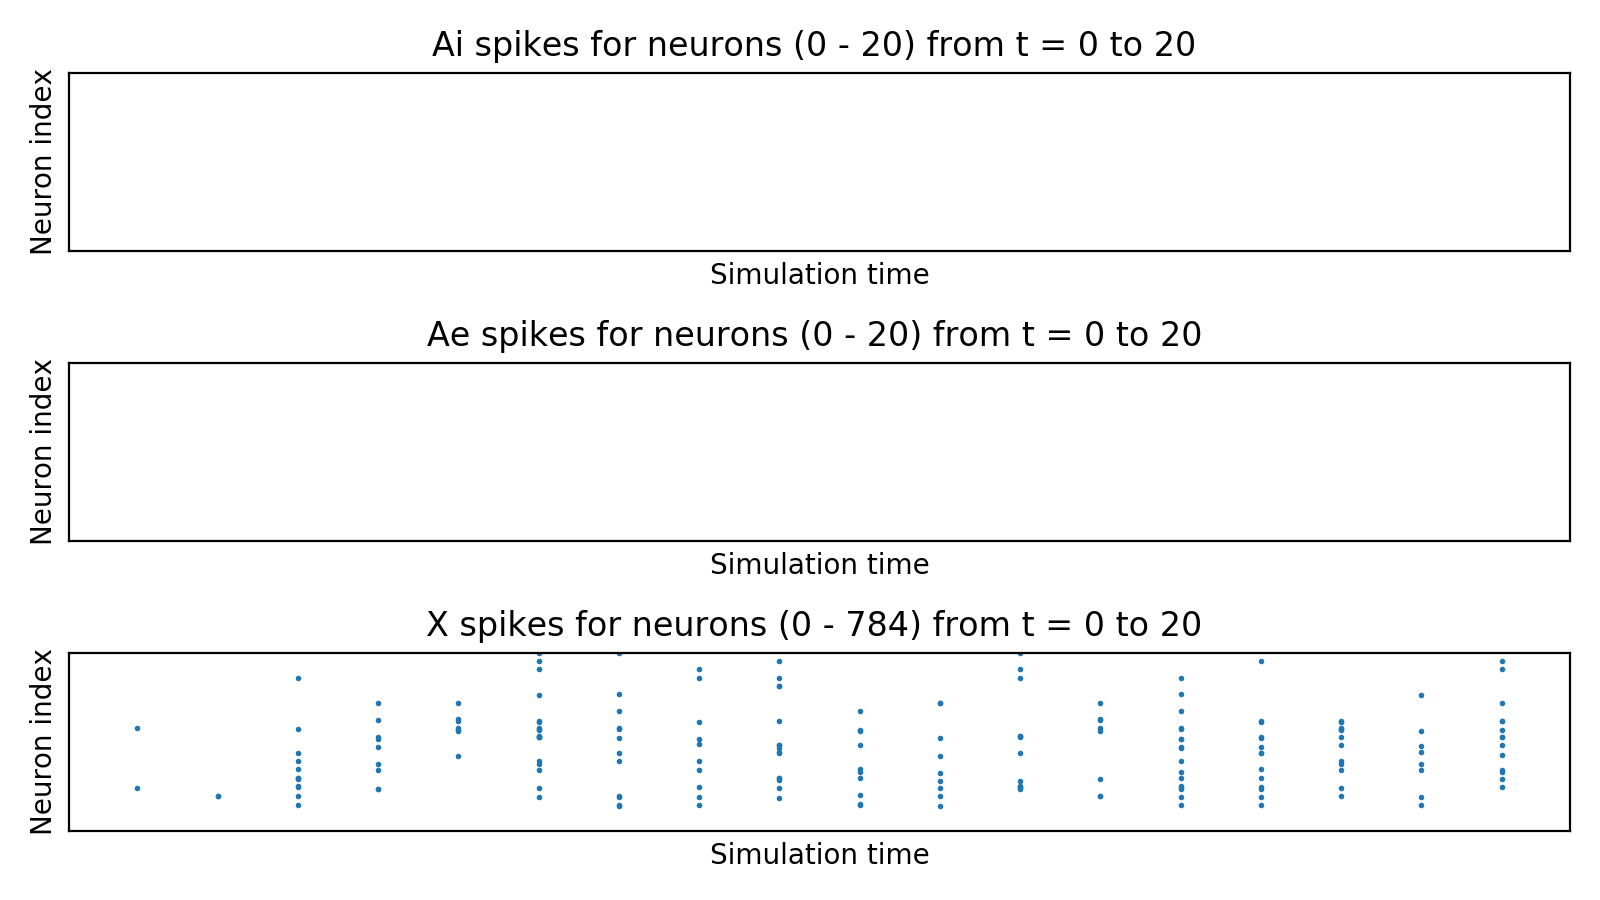 Ai spikes for neurons (0 - 20) from t = 0 to 20
Neuron index
Simulation time
Ae spikes for neurons (0 - 20) from t = 0 to 20
Neuron index
Simulation time
X spikes for neurons (0 - 784) from t = 0 to 20
Neuron index
Simulation time